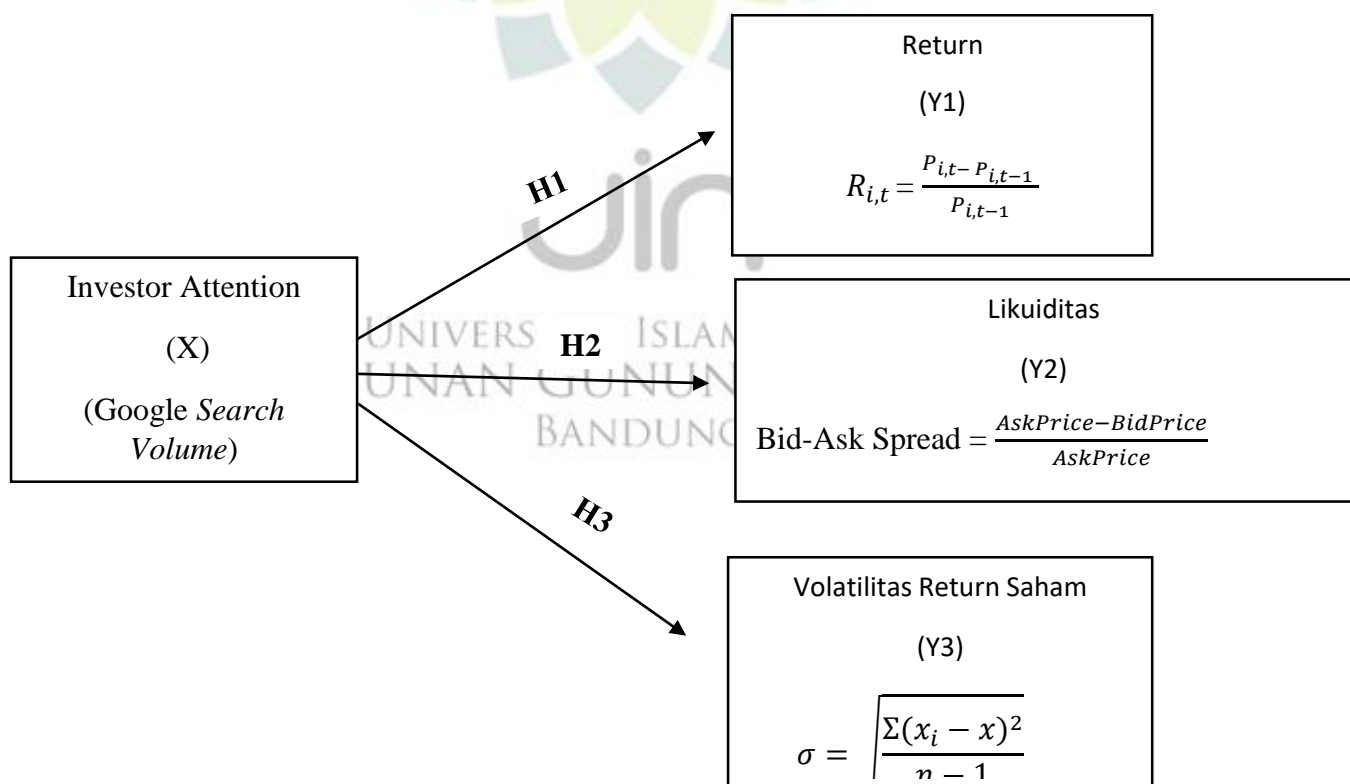 Return
(Y1)
R_{i,t} = \frac{P_{i,t-} P_{i,t-1}}{P_{i,t-1}}
H1
Investor Attention
(X)
(Google Search
Volume)
UNIVERS ISLAM
UNAN GUNUN
BANDUNG
H2
Likuiditas
(Y2)
Bid-Ask Spread = \frac{AskPrice-BidPrice}{AskPrice}
H3
Volatilitas Return Saham
(Y3)
σ = \sqrt{\frac{Σ(x_i - x)^2}{n - 1}}